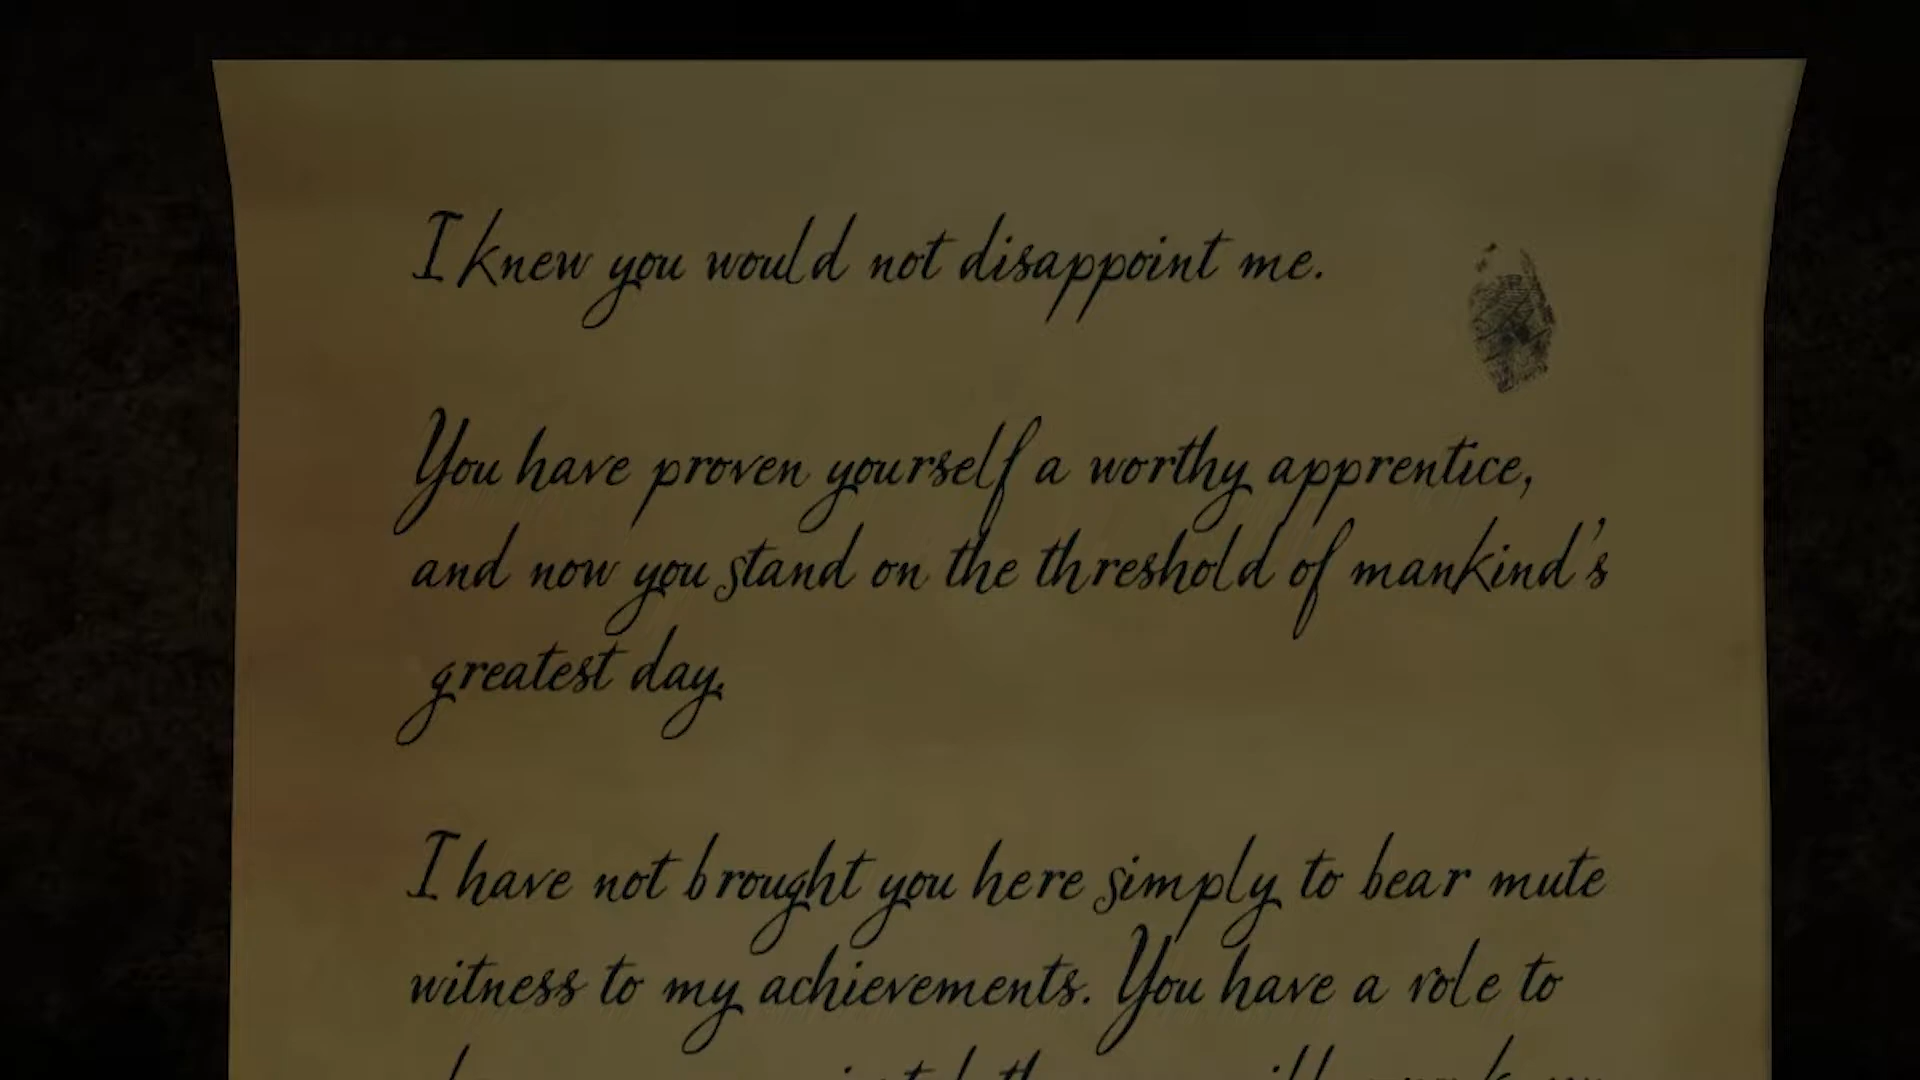 I knew you would not disappoint me.
You have proven yourself a worthy apprentice,
and now you stand on the threshold of mankind's
greatest day.
I have not brought you here simply to bear mute
witness to my achievements. You have a role to